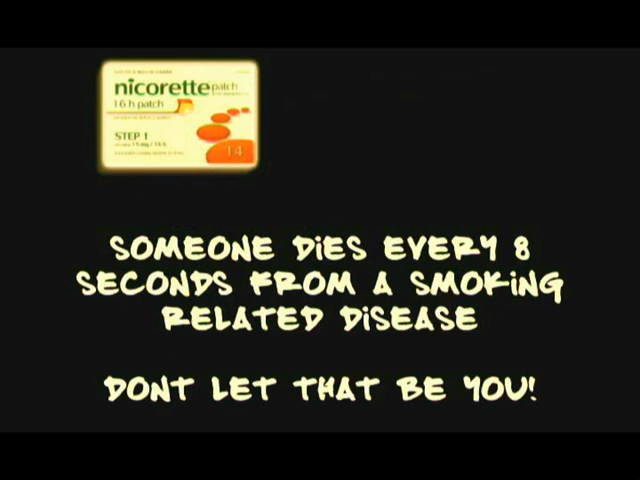 nicorette patch
16 h patch
STEP 1
14
SOMEONE DiES EVERY 8
SECONDS FROM A SMOKiNG
RELATED DiSEASE
DONT LET THAT BE YOU!